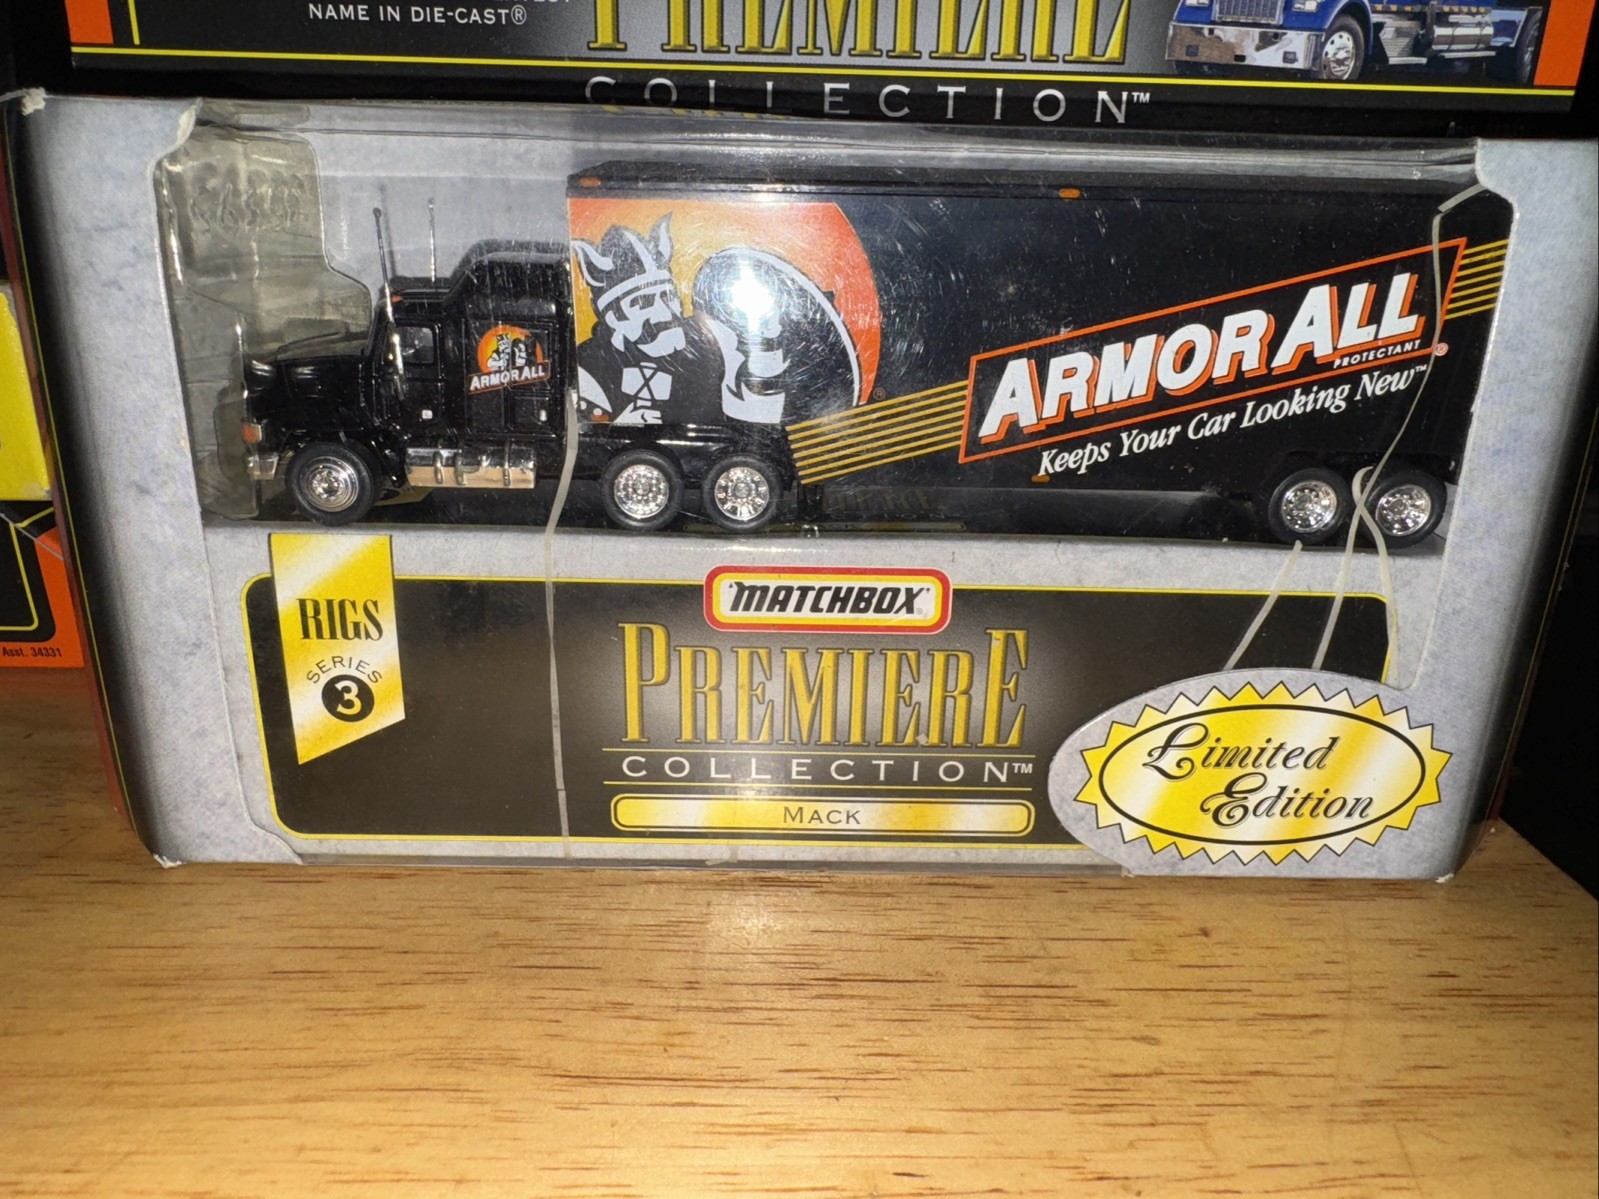 NAME IN DIE-CAST®
PREMIERE
COLLECTION™
ARMOR ALL
PROTECTANT®
Keeps Your Car Looking New™
ARMOR ALL
Asst. 34331
RIGS
SERIES
3
MATCHBOX®
PREMIERE
COLLECTION™
MACK
Limited
Edition